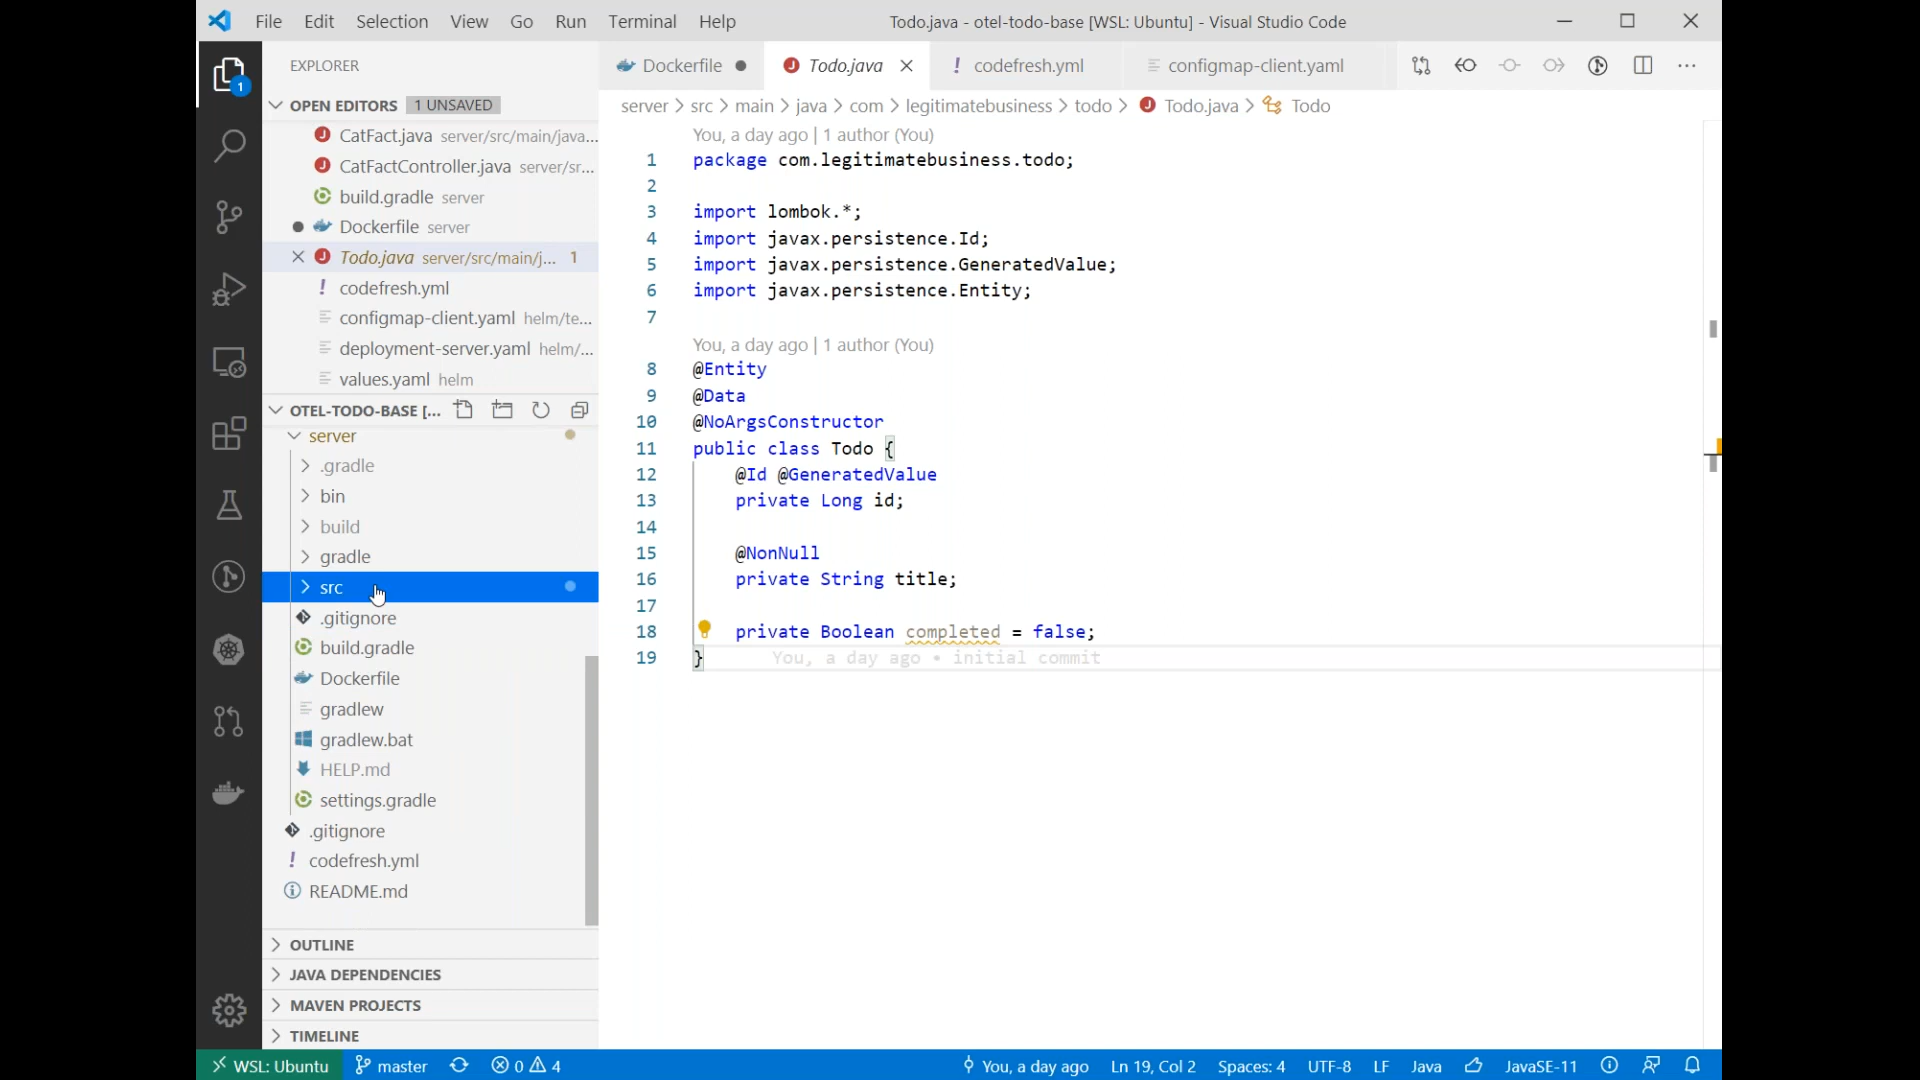 File Edit Selection View Go Run Terminal Help
Todo.java - otel-todo-base [WSL: Ubuntu] - Visual Studio Code
EXPLORER
1
OPEN EDITORS 1 UNSAVED
CatFact.java server/src/main/java...
CatFactController.java server/sr...
build.gradle server
Dockerfile server
Todo.java server/src/main/j... 1
codefresh.yml
configmap-client.yaml helm/te...
deployment-server.yaml helm/...
values.yaml helm
OTEL-TODO-BASE [...
server
.gradle
bin
build
gradle
src
.gitignore
build.gradle
Dockerfile
gradlew
gradlew.bat
HELP.md
settings.gradle
.gitignore
codefresh.yml
README.md
OUTLINE
JAVA DEPENDENCIES
MAVEN PROJECTS
TIMELINE
Dockerfile Todo.java codefresh.yml configmap-client.yaml
server > src > main > java > com > legitimatebusiness > todo > Todo.java > Todo
You, a day ago | 1 author (You)
1 package com.legitimatebusiness.todo;
2
3 import lombok.*;
4 import javax.persistence.Id;
5 import javax.persistence.GeneratedValue;
6 import javax.persistence.Entity;
7
You, a day ago | 1 author (You)
8 @Entity
9 @Data
10 @NoArgsConstructor
11 public class Todo {
12 @Id @GeneratedValue
13 private Long id;
14
15 @NonNull
16 private String title;
17
18 private Boolean completed = false;
19 } You, a day ago • initial commit
WSL: Ubuntu master 0 4 You, a day ago Ln 19, Col 2 Spaces: 4 UTF-8 LF Java JavaSE-11